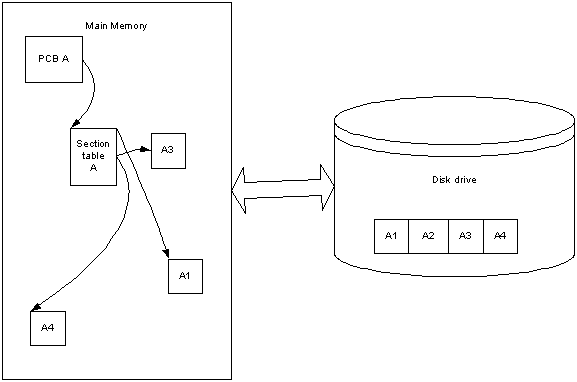 Main Memory
PCB A
Section
table
A
A3
A1
A4
Disk drive
A1 A2 A3 A4